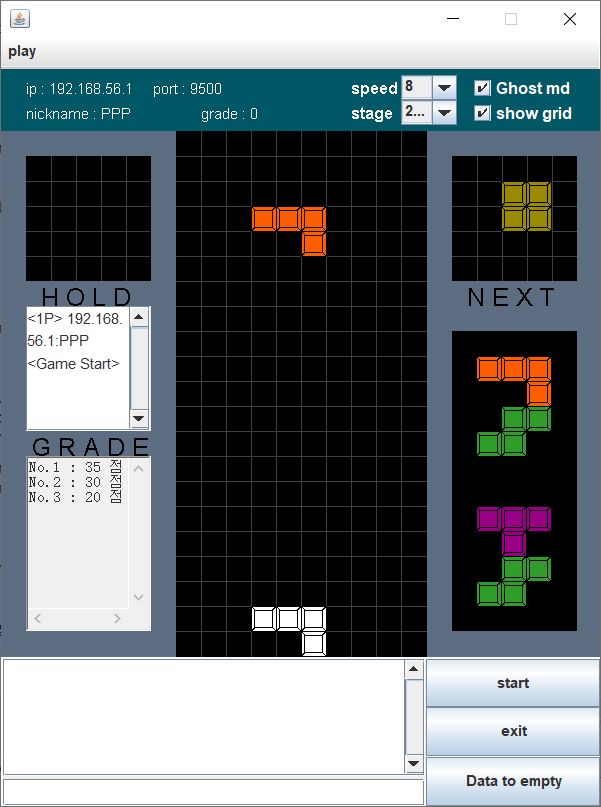 play
ip : 192.168.56.1 port : 9500 speed 8 Ghost md
nickname : PPP grade : 0 stage 2... show grid
HOLD
NEXT
<1P> 192.168.
56.1:PPP
<Game Start>
GRADE
No.1 : 35 점
No.2 : 30 점
No.3 : 20 점
start
exit
Data to empty